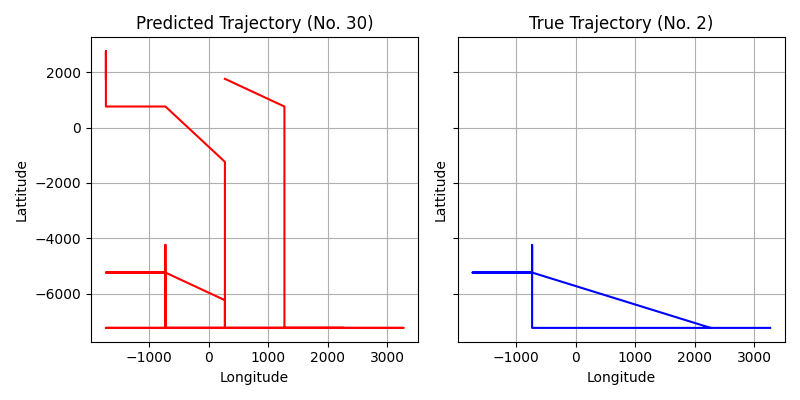 Predicted Trajectory (No. 30)
True Trajectory (No. 2)
Lattitude
2000
0
−2000
−4000
−6000
−1000 0 1000 2000 3000
Longitude
Lattitude
−1000 0 1000 2000 3000
Longitude